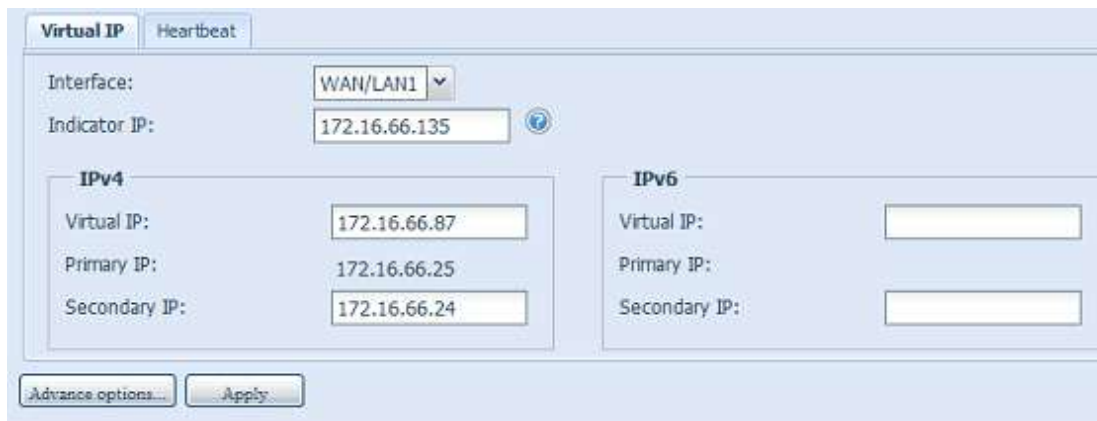 Virtual IP Heartbeat
Interface: WAN/LAN1
Indicator IP: 172.16.66.135 ?
IPv4
Virtual IP: 172.16.66.87
Primary IP: 172.16.66.25
Secondary IP: 172.16.66.24
IPv6
Virtual IP:
Primary IP:
Secondary IP:
Advance options... Apply